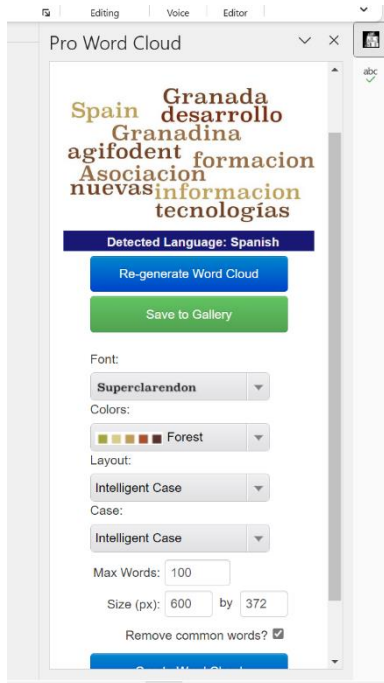 Editing Voice Editor
Pro Word Cloud
abc
Granada
Spain desarrollo
Granadina
agifodent formacion
Asociacion
nuevas informacion
tecnologías
Detected Language: Spanish
Re-generate Word Cloud
Save to Gallery
Font:
Superclarendon
Colors:
Forest
Layout:
Intelligent Case
Case:
Intelligent Case
Max Words: 100
Size (px): 600 by 372
Remove common words?